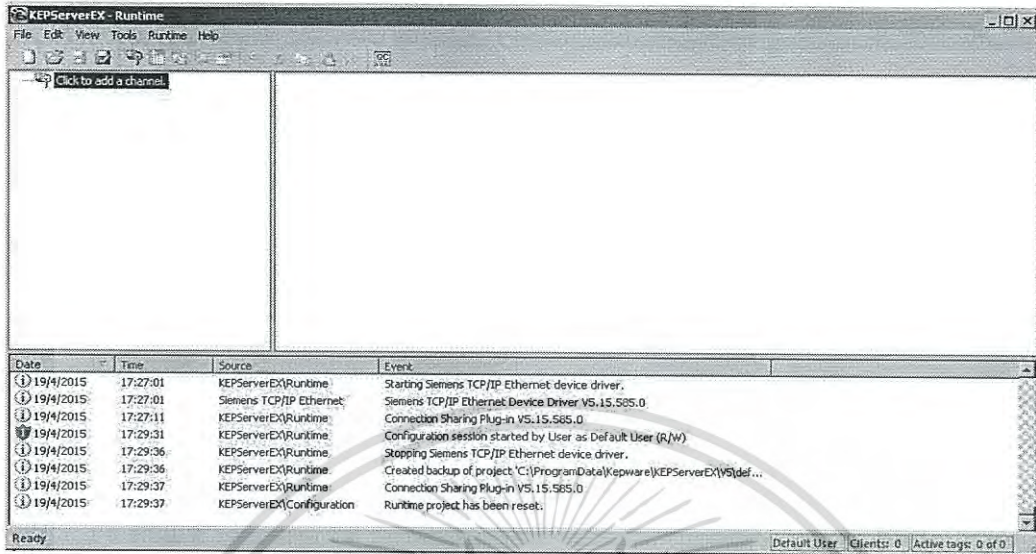 KEPServerEX - Runtime
File Edit View Tools Runtime Help
Click to add a channel.
Date Time Source Event
19/4/2015 17:27:01 KEPServerEX\Runtime Starting Siemens TCP/IP Ethernet device driver.
19/4/2015 17:27:01 Siemens TCP/IP Ethernet Siemens TCP/IP Ethernet Device Driver V5.15.585.0
19/4/2015 17:27:11 KEPServerEX\Runtime Connection Sharing Plug-in V5.15.585.0
19/4/2015 17:29:31 KEPServerEX\Runtime Configuration session started by User as Default User (R/W)
19/4/2015 17:29:36 KEPServerEX\Runtime Stopping Siemens TCP/IP Ethernet device driver.
19/4/2015 17:29:36 KEPServerEX\Runtime Created backup of project 'C:\ProgramData\Kepware\KEPServerEX\V5\def...
19/4/2015 17:29:37 KEPServerEX\Runtime Connection Sharing Plug-in V5.15.585.0
19/4/2015 17:29:37 KEPServerEX\Configuration Runtime project has been reset.
Ready Default User Clients: 0 Active tags: 0 of 0